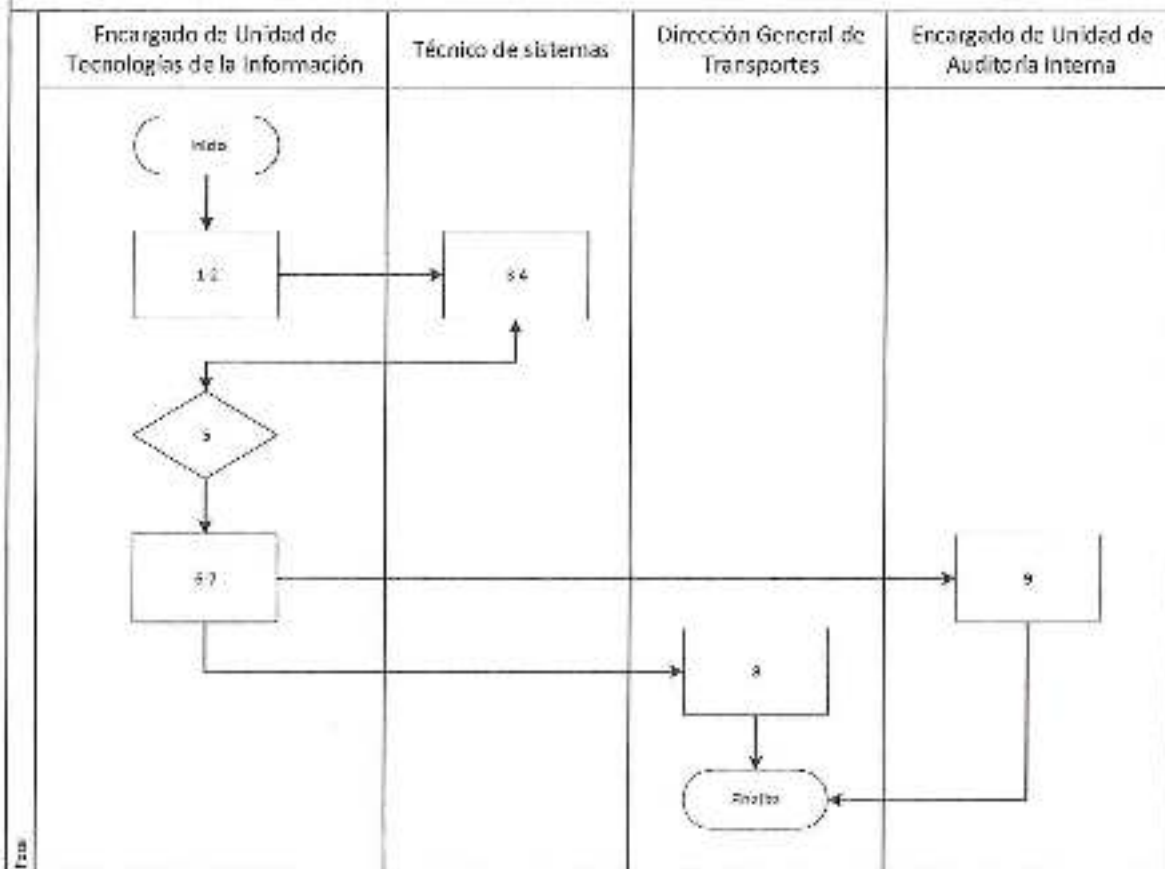 Encargado de Unidad de
Tecnologías de la Información
Técnico de sistemas
Dirección General de
Transportes
Encargado de Unidad de
Auditoría Interna
Inicio
1-2
3-4
5
6-7
9
8
Finaliza